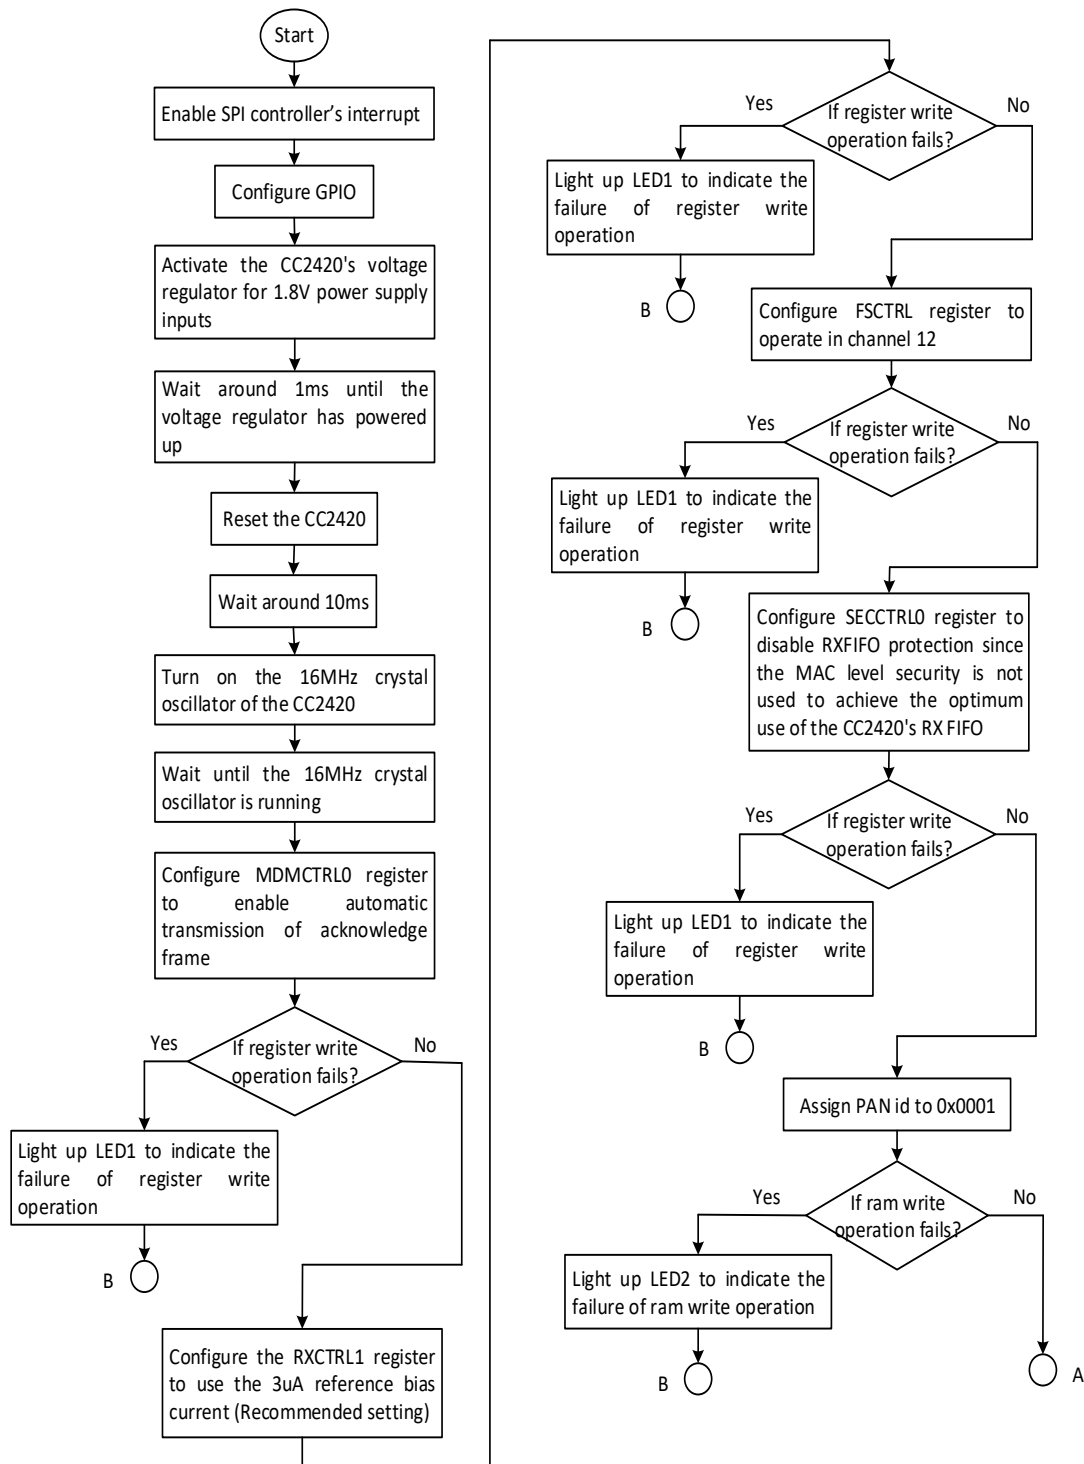 Start
Enable SPI controller's interrupt
Configure GPIO
Activate the CC2420's voltage
regulator for 1.8V power supply
inputs
Wait around 1ms until the
voltage regulator has powered
up
Reset the CC2420
Wait around 10ms
Turn on the 16MHz crystal
oscillator of the CC2420
Wait until the 16MHz crystal
oscillator is running
Configure MDMCTRL0 register
to enable automatic
transmission of acknowledge
frame
If register write
operation fails?
Yes
No
Light up LED1 to indicate the
failure of register write
operation
B
Configure the RXCTRL1 register
to use the 3uA reference bias
current (Recommended setting)
If register write
operation fails?
Yes
No
Light up LED1 to indicate the
failure of register write
operation
B
Configure FSCTRL register to
operate in channel 12
If register write
operation fails?
Yes
No
Light up LED1 to indicate the
failure of register write
operation
B
Configure SECCTRL0 register to
disable RXFIFO protection since
the MAC level security is not
used to achieve the optimum
use of the CC2420's RX FIFO
If register write
operation fails?
Yes
No
Light up LED1 to indicate the
failure of register write
operation
B
Assign PAN id to 0x0001
If ram write
operation fails?
Yes
No
Light up LED2 to indicate the
failure of ram write operation
B
A